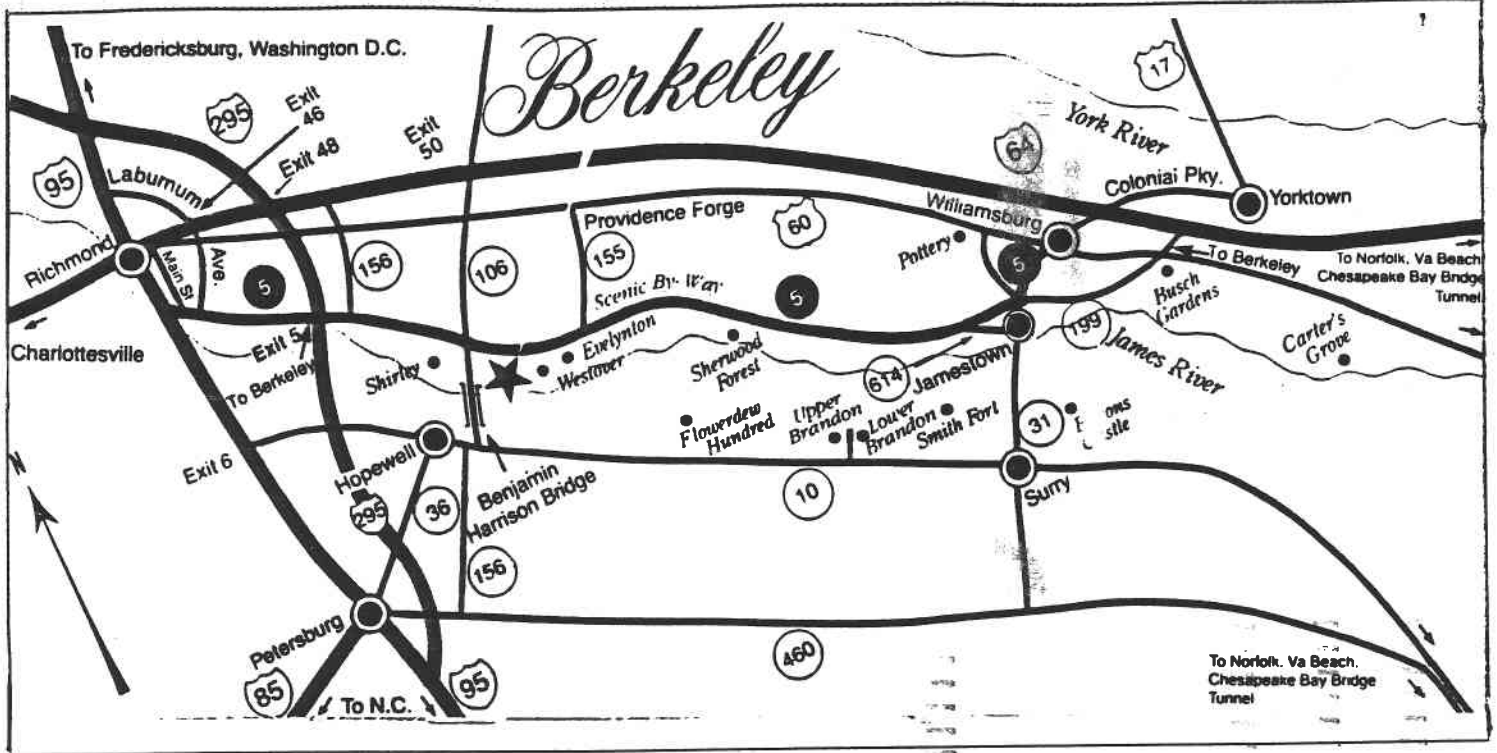 To Fredericksburg, Washington D.C.
Berkeley
17
295
Exit
46
Exit
50
Exit 48
York River
64
95
Laburnum
Ave.
Colonial Pky.
Yorktown
Williamsburg
Providence Forge
60
Pottery
Richmond
Main St
5
156
106
155
Scenic By-Way
5
5
To Berkeley
To Norfolk, Va Beach
Chesapeake Bay Bridge
Tunnel
Busch
Gardens
Charlottesville
Exit 5
To Berkeley
Shirley
Evelynton
Westover
Sherwood
Forest
614
Jamestown
199
James River
Carter's
Grove
Flowerdew
Hundred
Upper
Brandon
Lower
Brandon
Smith Fort
31
N
Exit 6
Hopewell
295
36
Benjamin
Harrison Bridge
156
10
Surry
Petersburg
85
To N.C.
95
460
To Norfolk, Va Beach,
Chesapeake Bay Bridge
Tunnel